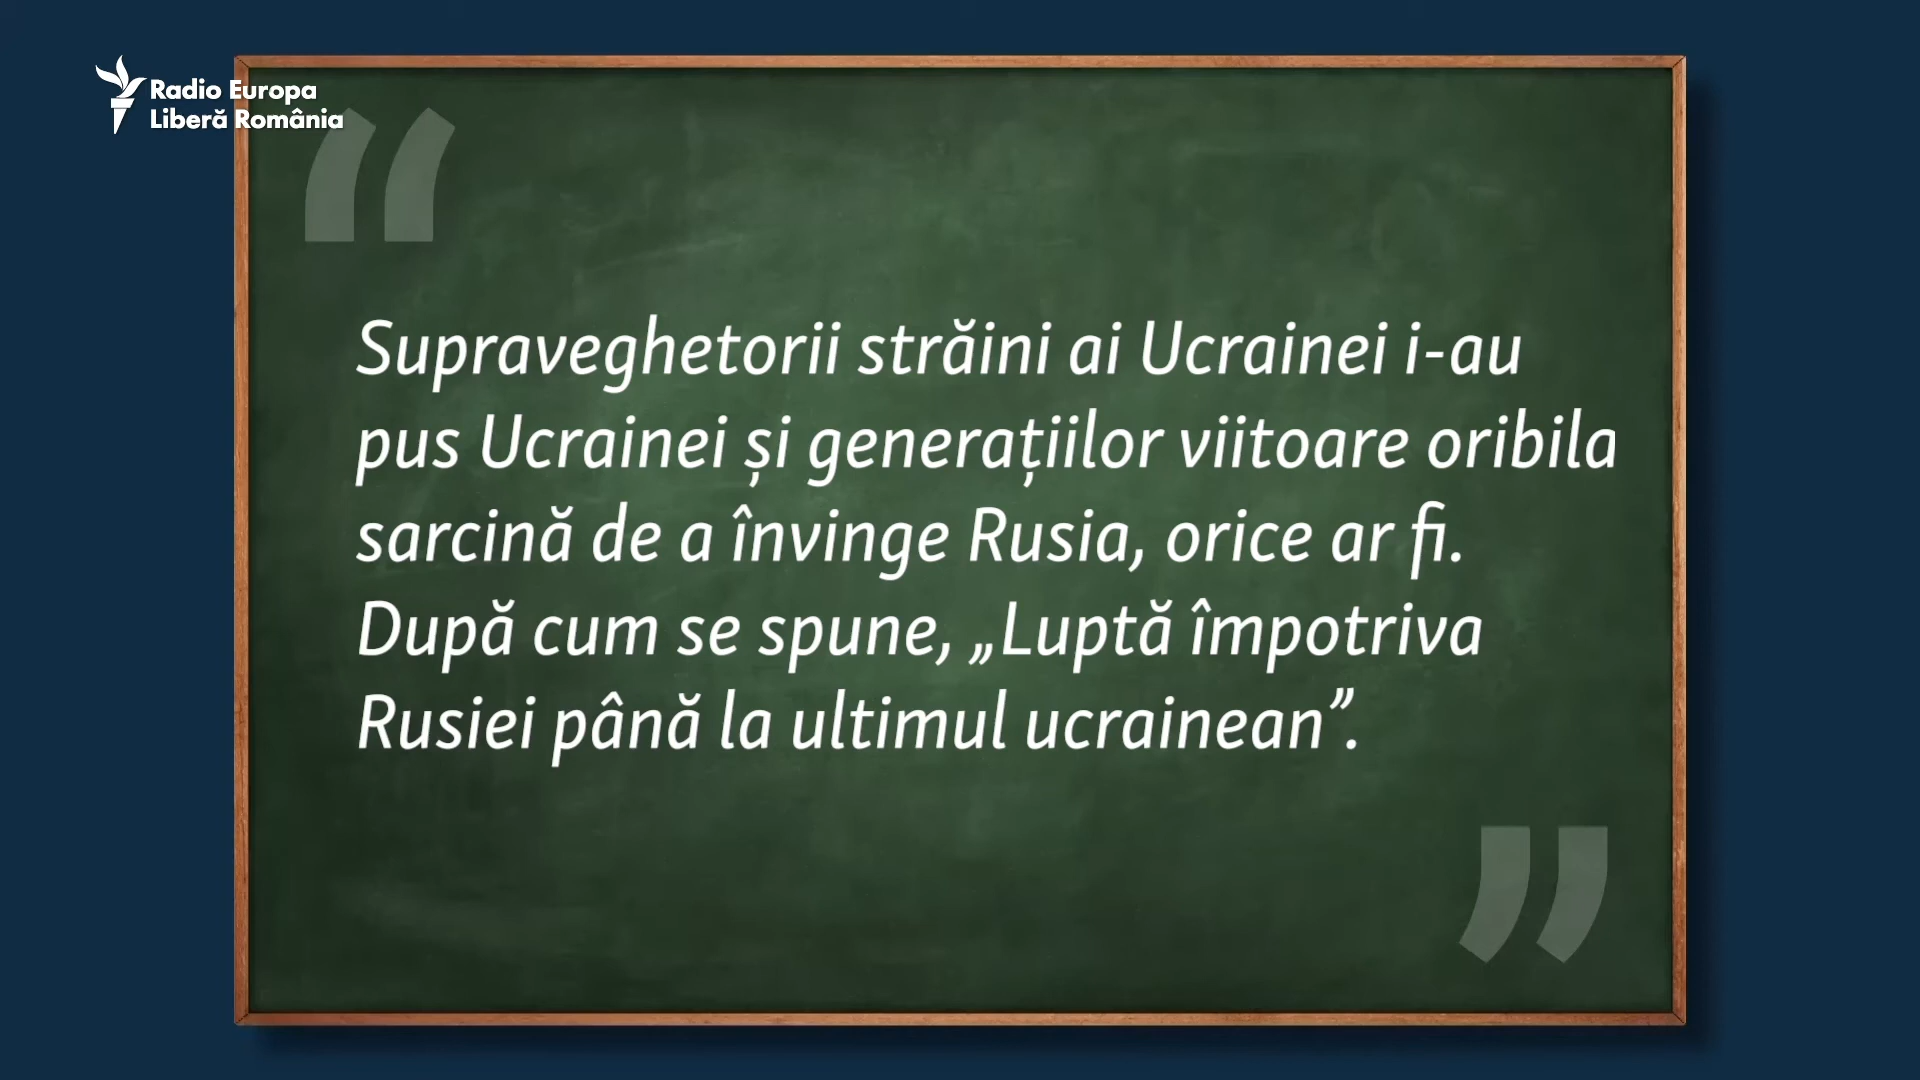 Radio Europa
Liberă România
“
Supraveghetorii străini ai Ucrainei i-au
pus Ucrainei și generațiilor viitoare oribila
sarcină de a învinge Rusia, orice ar fi.
După cum se spune, „Luptă împotriva
Rusiei până la ultimul ucrainean”.
”